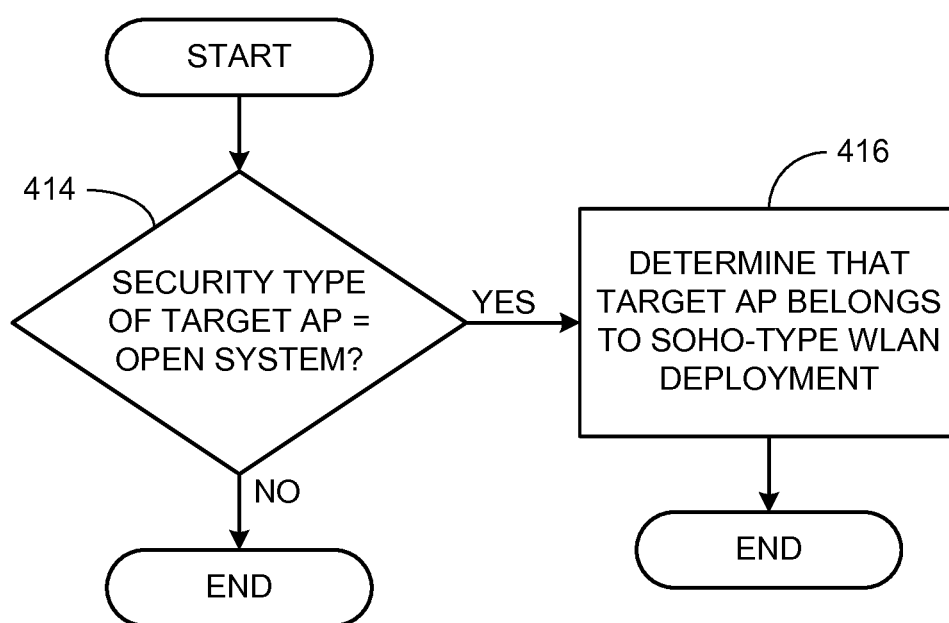 START
414
SECURITY TYPE
OF TARGET AP =
OPEN SYSTEM?
YES
416
DETERMINE THAT
TARGET AP BELONGS
TO SOHO-TYPE WLAN
DEPLOYMENT
NO
END
END